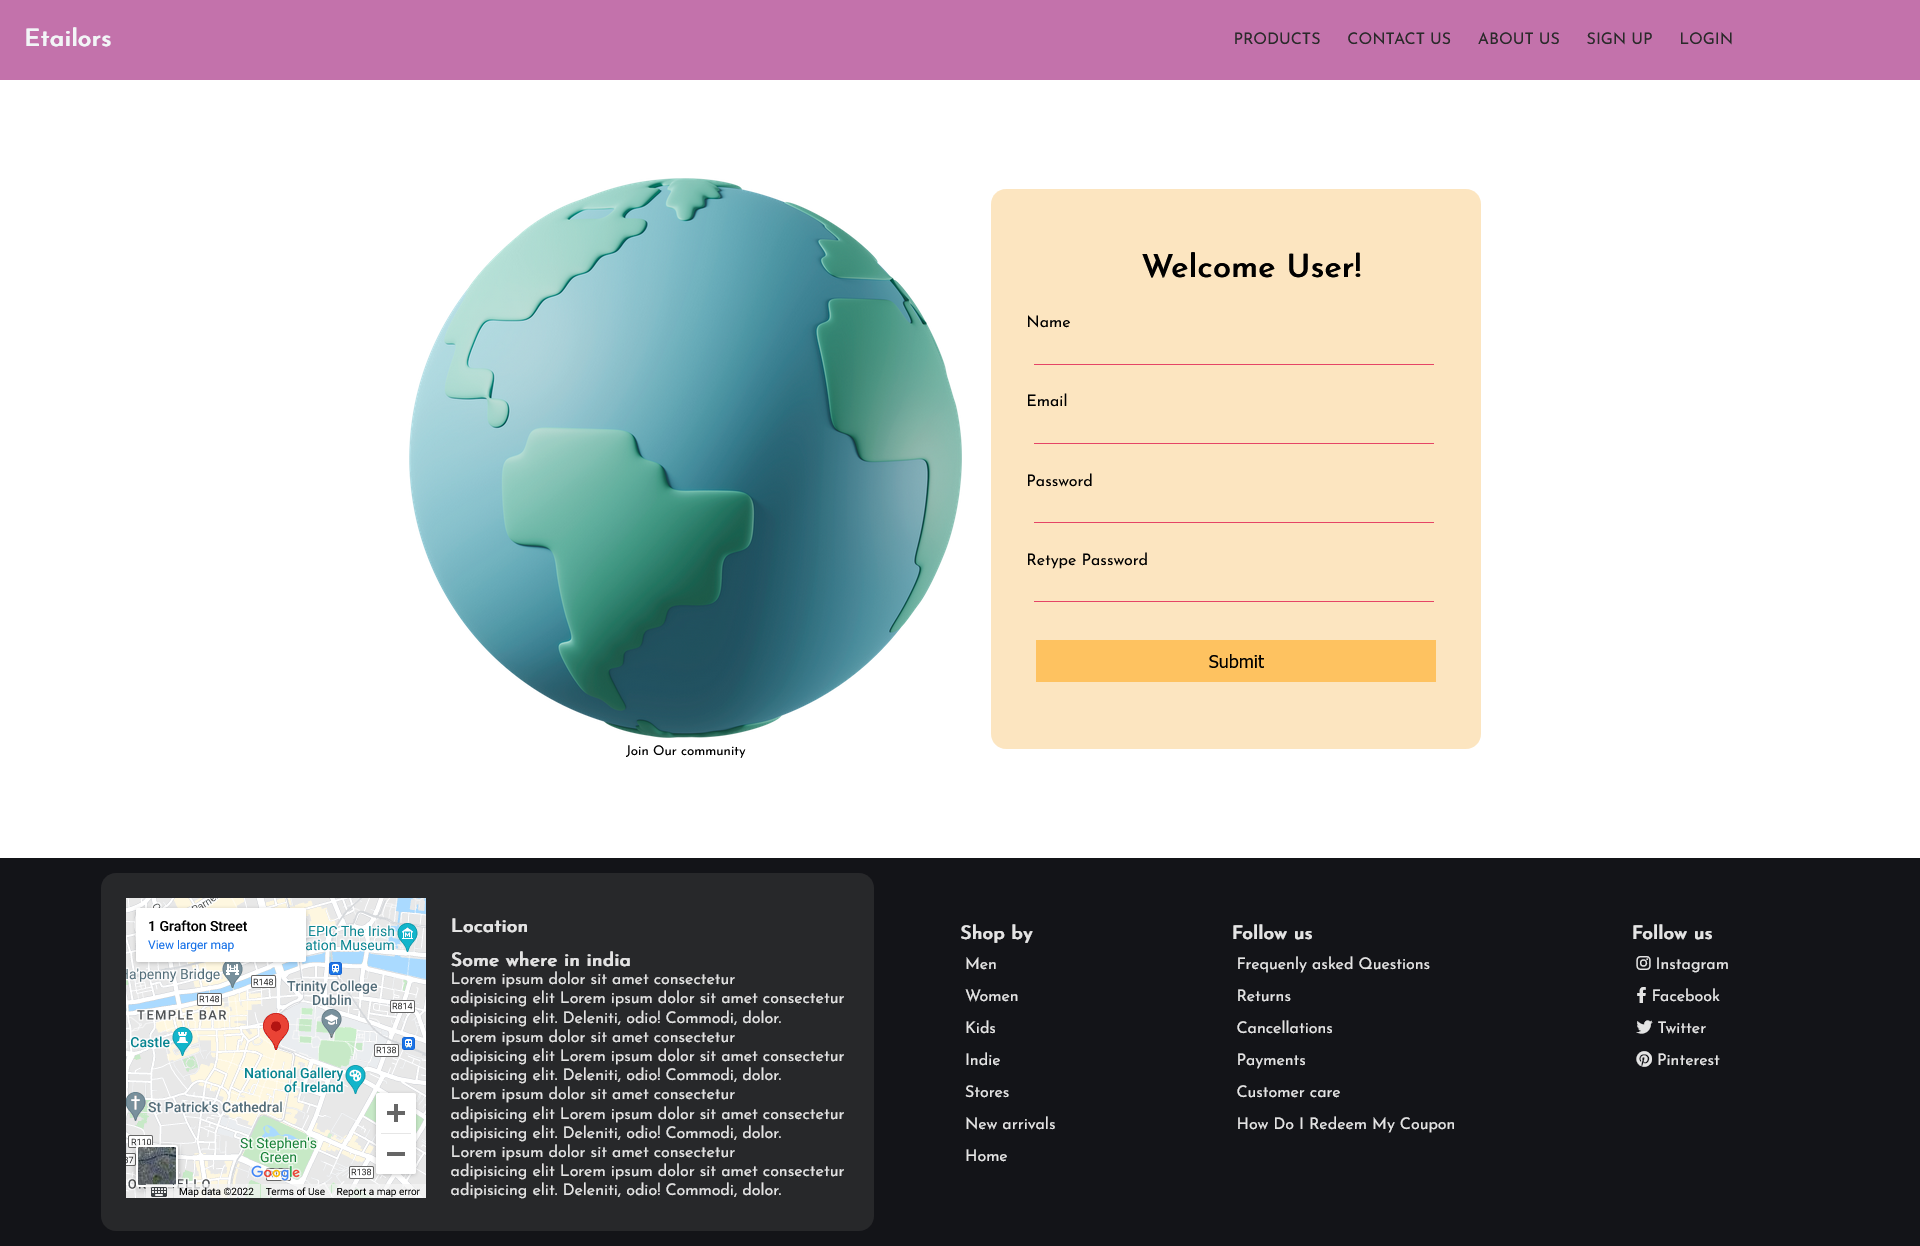 Etailors
PRODUCTS CONTACT US ABOUT US SIGN UP LOGIN
Welcome User!
Name
Email
Password
Retype Password
Submit
Join Our community
1 Grafton Street
View larger map
EPIC The Irish
ation Museum
Ha'penny Bridge
R148
Trinity College
Dublin
R148
R814
TEMPLE BAR
Castle
R138
National Gallery
of Ireland
St Patrick's Cathedral
R110
St Stephen's
Green
R138
Google
Map data ©2022 Terms of Use Report a map error
Location
Some where in india
Lorem ipsum dolor sit amet consectetur
adipisicing elit Lorem ipsum dolor sit amet consectetur
adipisicing elit. Deleniti, odio! Commodi, dolor.
Lorem ipsum dolor sit amet consectetur
adipisicing elit Lorem ipsum dolor sit amet consectetur
adipisicing elit. Deleniti, odio! Commodi, dolor.
Lorem ipsum dolor sit amet consectetur
adipisicing elit Lorem ipsum dolor sit amet consectetur
adipisicing elit. Deleniti, odio! Commodi, dolor.
Lorem ipsum dolor sit amet consectetur
adipisicing elit Lorem ipsum dolor sit amet consectetur
adipisicing elit. Deleniti, odio! Commodi, dolor.
Shop by
Men
Women
Kids
Indie
Stores
New arrivals
Home
Follow us
Frequenly asked Questions
Returns
Cancellations
Payments
Customer care
How Do I Redeem My Coupon
Follow us
Instagram
Facebook
Twitter
Pinterest